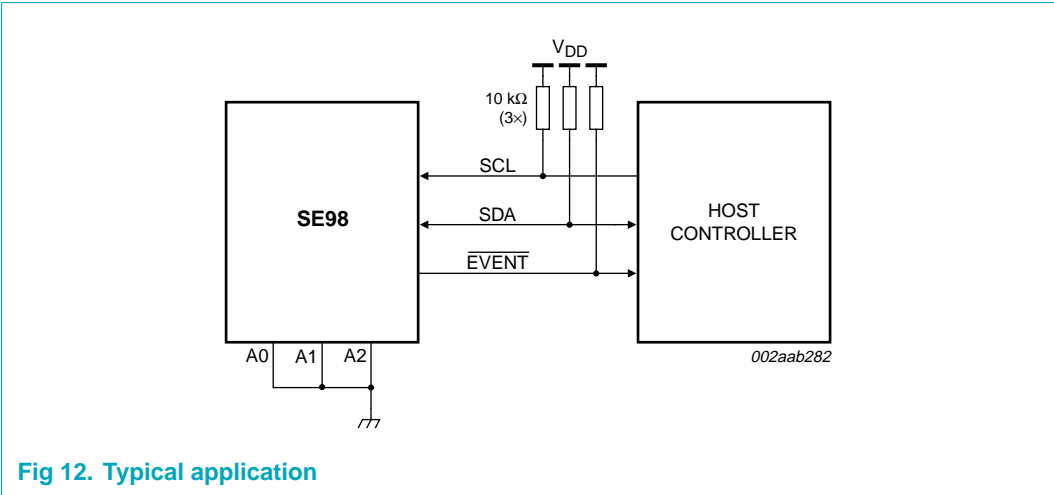 VDD
10 kΩ
(3×)
SCL
SE98
SDA
HOST
CONTROLLER
EVENT
A0 A1 A2
002aab282
Fig 12. Typical application